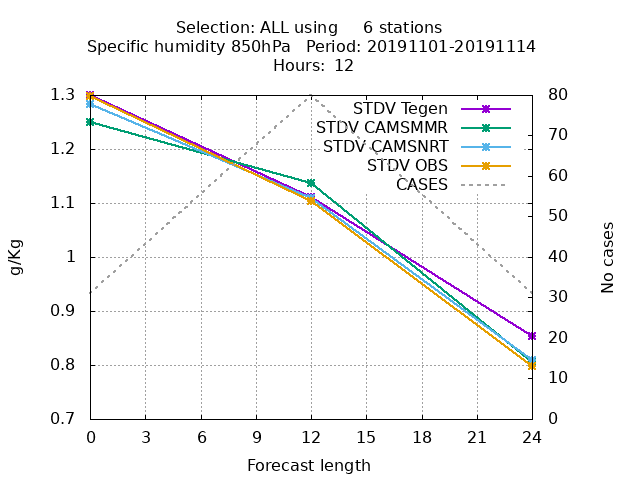 Selection: ALL using     6 stations
Specific humidity 850hPa   Period: 20191101-20191114
Hours: 12
1.3
1.2
1.1
1
0.9
0.8
0.7
g/Kg
STDV Tegen
STDV CAMSMMR
STDV CAMSNRT
STDV OBS
CASES
80
70
60
50
40
30
20
10
0
No cases
0 3 6 9 12 15 18 21 24
Forecast length